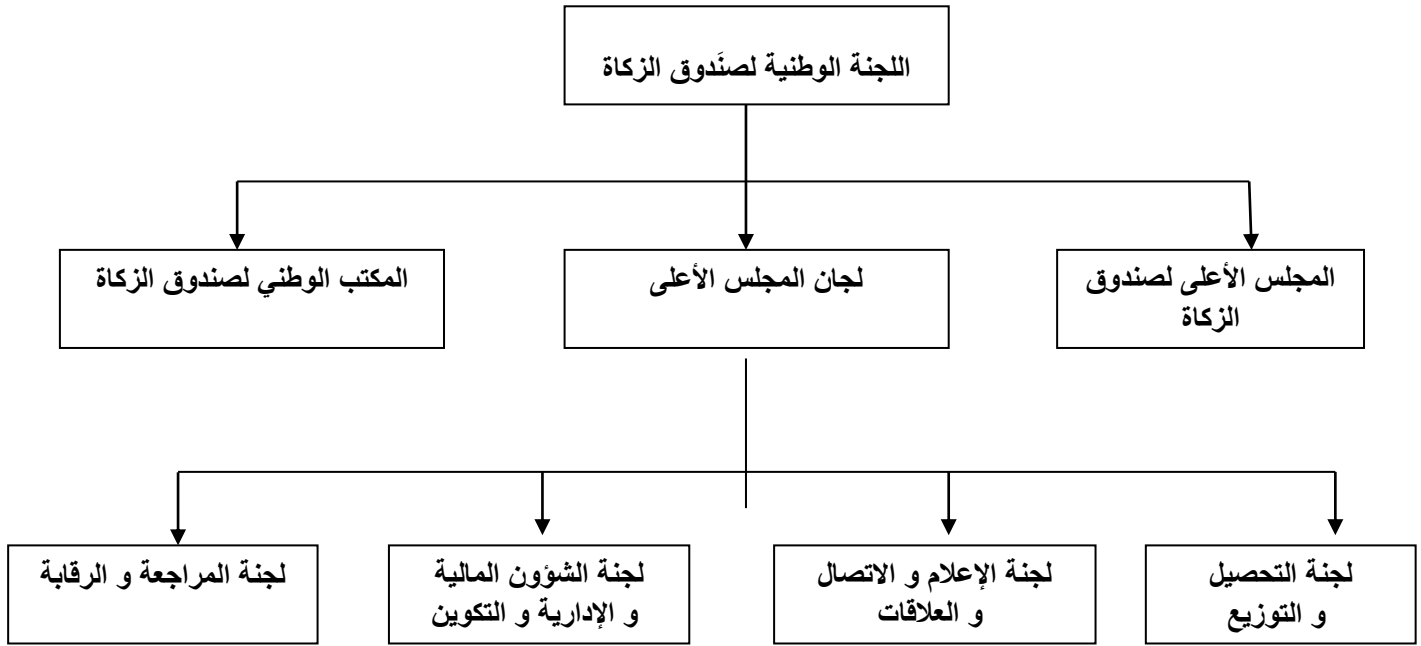 اللجنة الوطنية لصنَدوق الزكاة
المجلس الأعلى لصندوق
الزكاة
لجان المجلس الأعلى
المكتب الوطني لصندوق الزكاة
لجنة التحصيل
و التوزيع
لجنة الإعلام و الاتصال
و العلاقات
لجنة الشؤون المالية
و الإدارية و التكوين
لجنة المراجعة و الرقابة